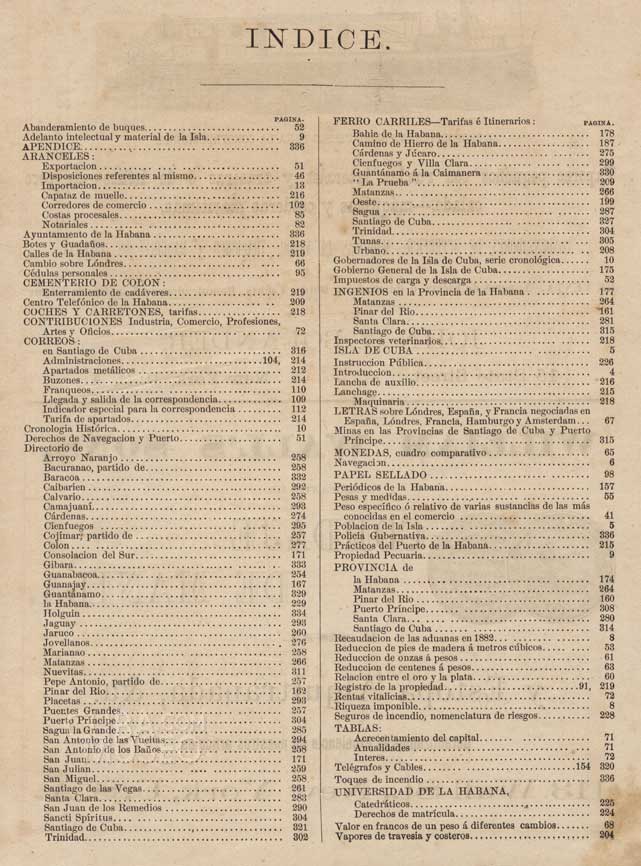 INDICE.
PAGINA.
Abanderamiento de buques 52
Adelanto intelectual y material de la Isla 9
APENDICE 336
ARANCELES:
Exportacion 51
Disposiciones referentes al mismo 46
Importacion 13
Capataz de muelle 216
Corredores de comercio 102
Costas procesales 85
Notariales 82
Ayuntamiento de la Habana 336
Botes y Guadaños 218
Calles de la Habana 219
Cambio sobre Lóndres 66
Cédulas personales 95
CEMENTERIO DE COLON:
Enterramiento de cadáveres 219
Centro Telefónico de la Habana 209
COCHES Y CARRETONES, tarifas 218
CONTRIBUCIONES Industria, Comercio, Profesiones,
Artes y Oficios 72
CORREOS:
en Santiago de Cuba 316
Administraciones 104, 214
Apartados metálicos 212
Buzones 214
Franqueos 110
Llegada y salida de la correspondencia 109
Indicador especial para la correspondencia 112
Tarifa de apartados 214
Cronología Histórica 10
Derechos de Navegacion y Puerto 51
Directorio de
Arroyo Naranjo 258
Bacuranao, partido de 258
Baracoa 332
Caibarien 292
Calvario 258
Camajuaní 293
Cárdenas 274
Cienfuegos 295
Cojimar, partido de 257
Colon 277
Consolacion del Sur 171
Gibara 333
Guanabacoa 254
Guanajay 167
Guantánamo 329
la Habana 229
Holguin 334
Jaguay 293
Jaruco 260
Jovellanos 276
Marianao 258
Matanzas 266
Nuevitas 311
Pepe Antonio, partido de 257
Pinar del Rio 162
Placetas 293
Puentes Grandes 257
Puerto Príncipe 304
Sagua la Grande 285
San Antonio de las Vueltas 294
San Antonio de los Baños 258
San Juan 171
San Julian 259
San Miguel 258
Santiago de las Vegas 261
Santa Clara 283
San Juan de los Remedios 290
Sancti Spíritus 304
Santiago de Cuba 321
Trinidad 302
FERRO CARRILES—Tarifas é Itinerarios: PAGINA.
Bahia de la Habana 178
Camino de Hierro de la Habana 187
Cárdenas y Júcaro 275
Cienfuegos y Villa Clara 299
Guantánamo á la Caimanera 330
"La Prueba" 209
Matanzas 266
Oeste 199
Sagua 287
Santiago de Cuba 327
Trinidad 304
Tunas 305
Urbano 208
Gobernadores de la Isla de Cuba, serie cronológica 10
Gobierno General de la Isla de Cuba 175
Impuestos de carga y descarga 52
INGENIOS en la Provincia de la Habana 177
Matanzas 264
Pinar del Rio 161
Santa Clara 281
Santiago de Cuba 315
Inspectores veterinarios 218
ISLA DE CUBA 5
Instruccion Pública 226
Introduccion 4
Lancha de auxilio 216
Lanchage 215
Maquinaria 218
LETRAS sobre Lóndres, España, y Francia negociadas en
España, Lóndres, Francia, Hamburgo y Amsterdam 67
Minas en las Provincias de Santiago de Cuba y Puerto
Príncipe 315
MONEDAS, cuadro comparativo 65
Navegacion 6
PAPEL SELLADO 98
Periódicos de la Habana 157
Pesas y medidas 55
Peso específico ó relativo de varias sustancias de las más
conocidas en el comercio 41
Poblacion de la Isla 5
Policia Gubernativa 336
Prácticos del Puerto de la Habana 215
Propiedad Pecuaria 9
PROVINCIA de
la Habana 174
Matanzas 264
Pinar del Rio 160
Puerto Príncipe 308
Santa Clara 280
Santiago de Cuba 314
Recaudacion de las aduanas en 1882 8
Reduccion de pies de madera á metros cúbicos 53
Reduccion de onzas á pesos 61
Reduccion de centenes á pesos 63
Relacion entre el oro y la plata 60
Registro de la propiedad 91, 219
Rentas vitalicias 72
Riqueza imponible 8
Seguros de incendio, nomenclatura de riesgos 228
TABLAS:
Acrecentamiento del capital 71
Anualidades 71
Interes 72
Telégrafos y Cables 154 320
Toques de incendio 336
UNIVERSIDAD DE LA HABANA,
Catedráticos 225
Derechos de matrícula 224
Valor en francos de un peso á diferentes cambios 68
Vapores de travesia y costeros 204